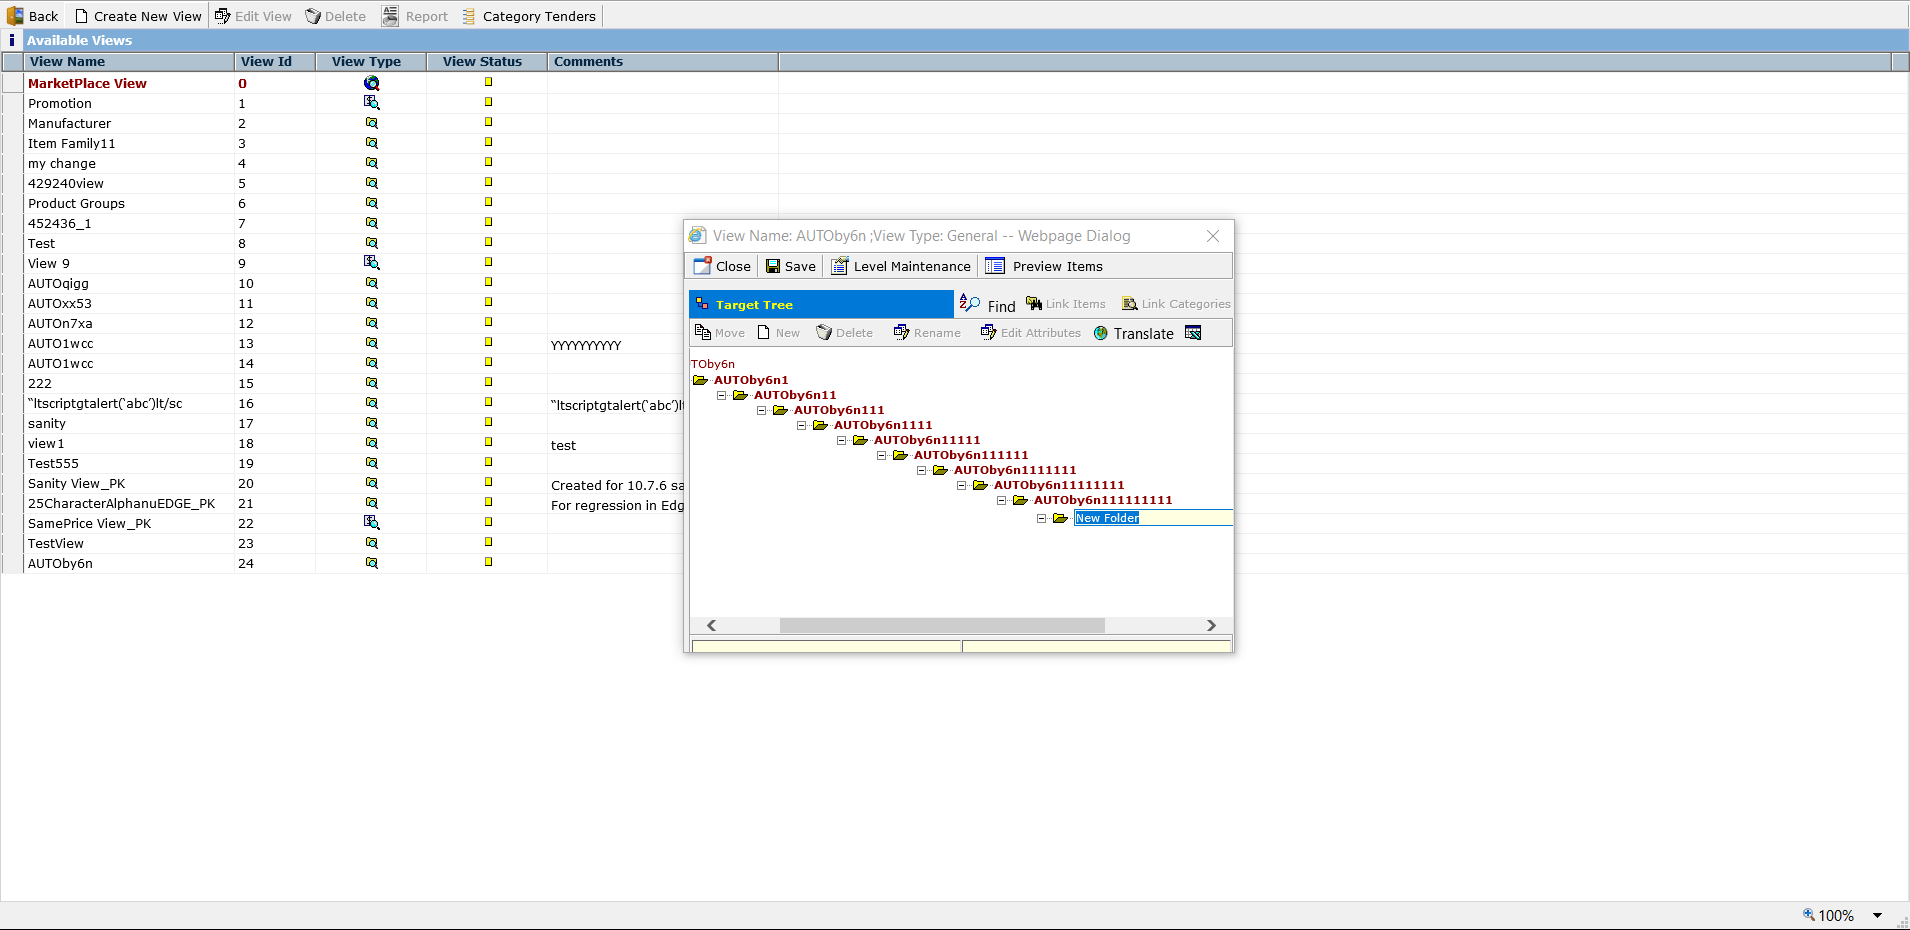 Back Create New View Edit View Delete Report Category Tenders
i Available Views
View Name View Id View Type View Status Comments
MarketPlace View 0
Promotion 1
Manufacturer 2
Item Family11 3
my change 4
429240view 5
Product Groups 6
452436_1 7
Test 8
View 9 9
AUTOqigg 10
AUTOxx53 11
AUTOn7xa 12
AUTO1wcc 13 YYYYYYYYYY
AUTO1wcc 14
222 15
“ltscriptgtalert(‘abc’)lt/sc 16 “ltscriptgtalert(‘abc’)lt
sanity 17
view1 18 test
Test555 19
Sanity View_PK 20 Created for 10.7.6 sa
25CharacterAlphanuEDGE_PK 21 For regression in Edg
SamePrice View_PK 22
TestView 23
AUTOby6n 24
View Name: AUTOby6n ;View Type: General -- Webpage Dialog
Close Save Level Maintenance Preview Items
Target Tree Find Link Items Link Categories
Move New Delete Rename Edit Attributes Translate
TOby6n
AUTOby6n1
AUTOby6n11
AUTOby6n111
AUTOby6n1111
AUTOby6n11111
AUTOby6n111111
AUTOby6n1111111
AUTOby6n11111111
AUTOby6n111111111
New Folder
100%